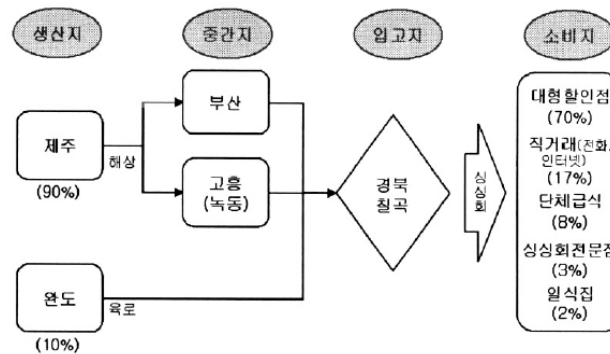 생산지
중간지
입고지
소비지
제주
(90%)
해상
부산
고흥
(녹동)
완도
(10%)
육로
경북
칠곡
싱싱회
대형할인점
(70%)
직거래(전화,
인터넷)
(17%)
단체급식
(8%)
싱싱회전문점
(3%)
일식집
(2%)